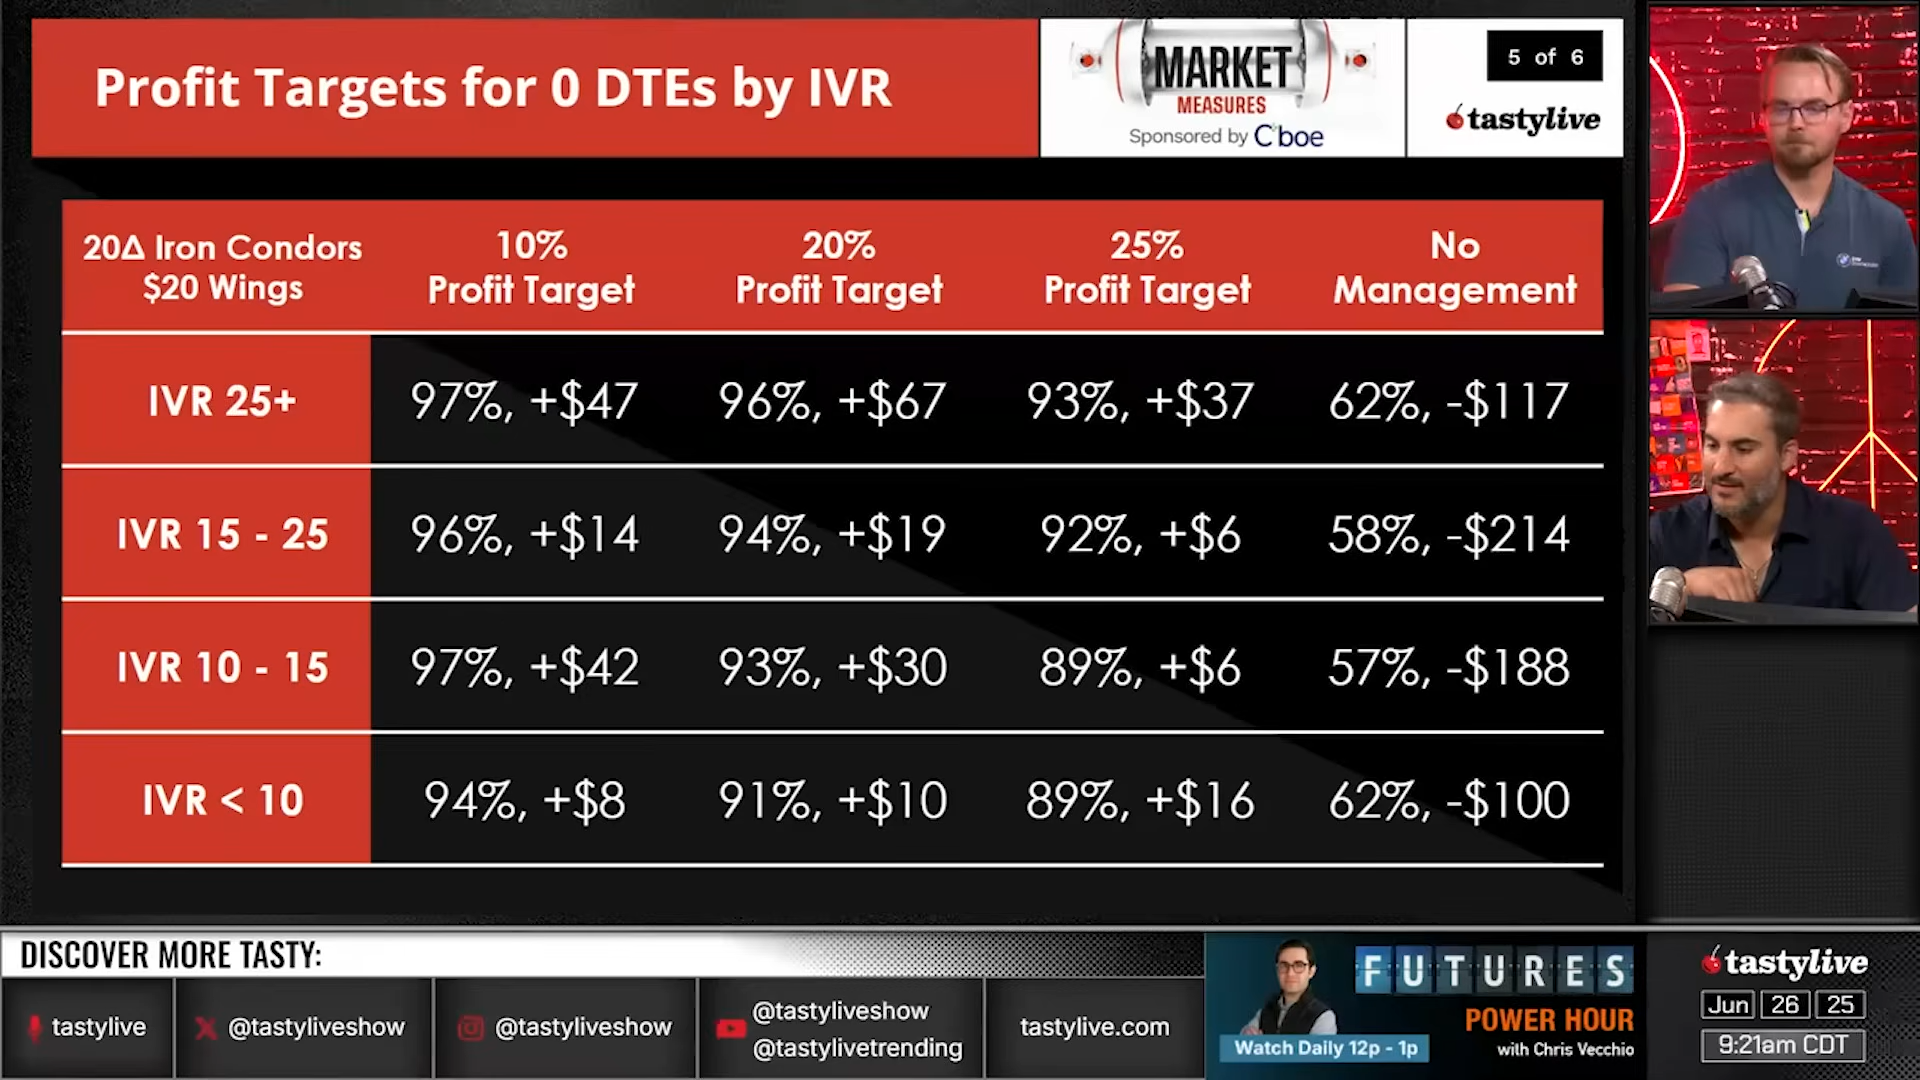 Profit Targets for 0 DTEs by IVR
MARKET
MEASURES
Sponsored by Cboe
5 of 6
tastylive
20Δ Iron Condors
$20 Wings
10%
Profit Target
20%
Profit Target
25%
Profit Target
No
Management
IVR 25+
97%, +$47
96%, +$67
93%, +$37
62%, -$117
IVR 15 - 25
96%, +$14
94%, +$19
92%, +$6
58%, -$214
IVR 10 - 15
97%, +$42
93%, +$30
89%, +$6
57%, -$188
IVR < 10
94%, +$8
91%, +$10
89%, +$16
62%, -$100
DISCOVER MORE TASTY:
tastylive
@tastyliveshow
@tastyliveshow
@tastyliveshow
@tastylivetrending
tastylive.com
FUTURES
POWER HOUR
with Chris Vecchio
Watch Daily 12p - 1p
tastylive
Jun 26 25
9:21am CDT